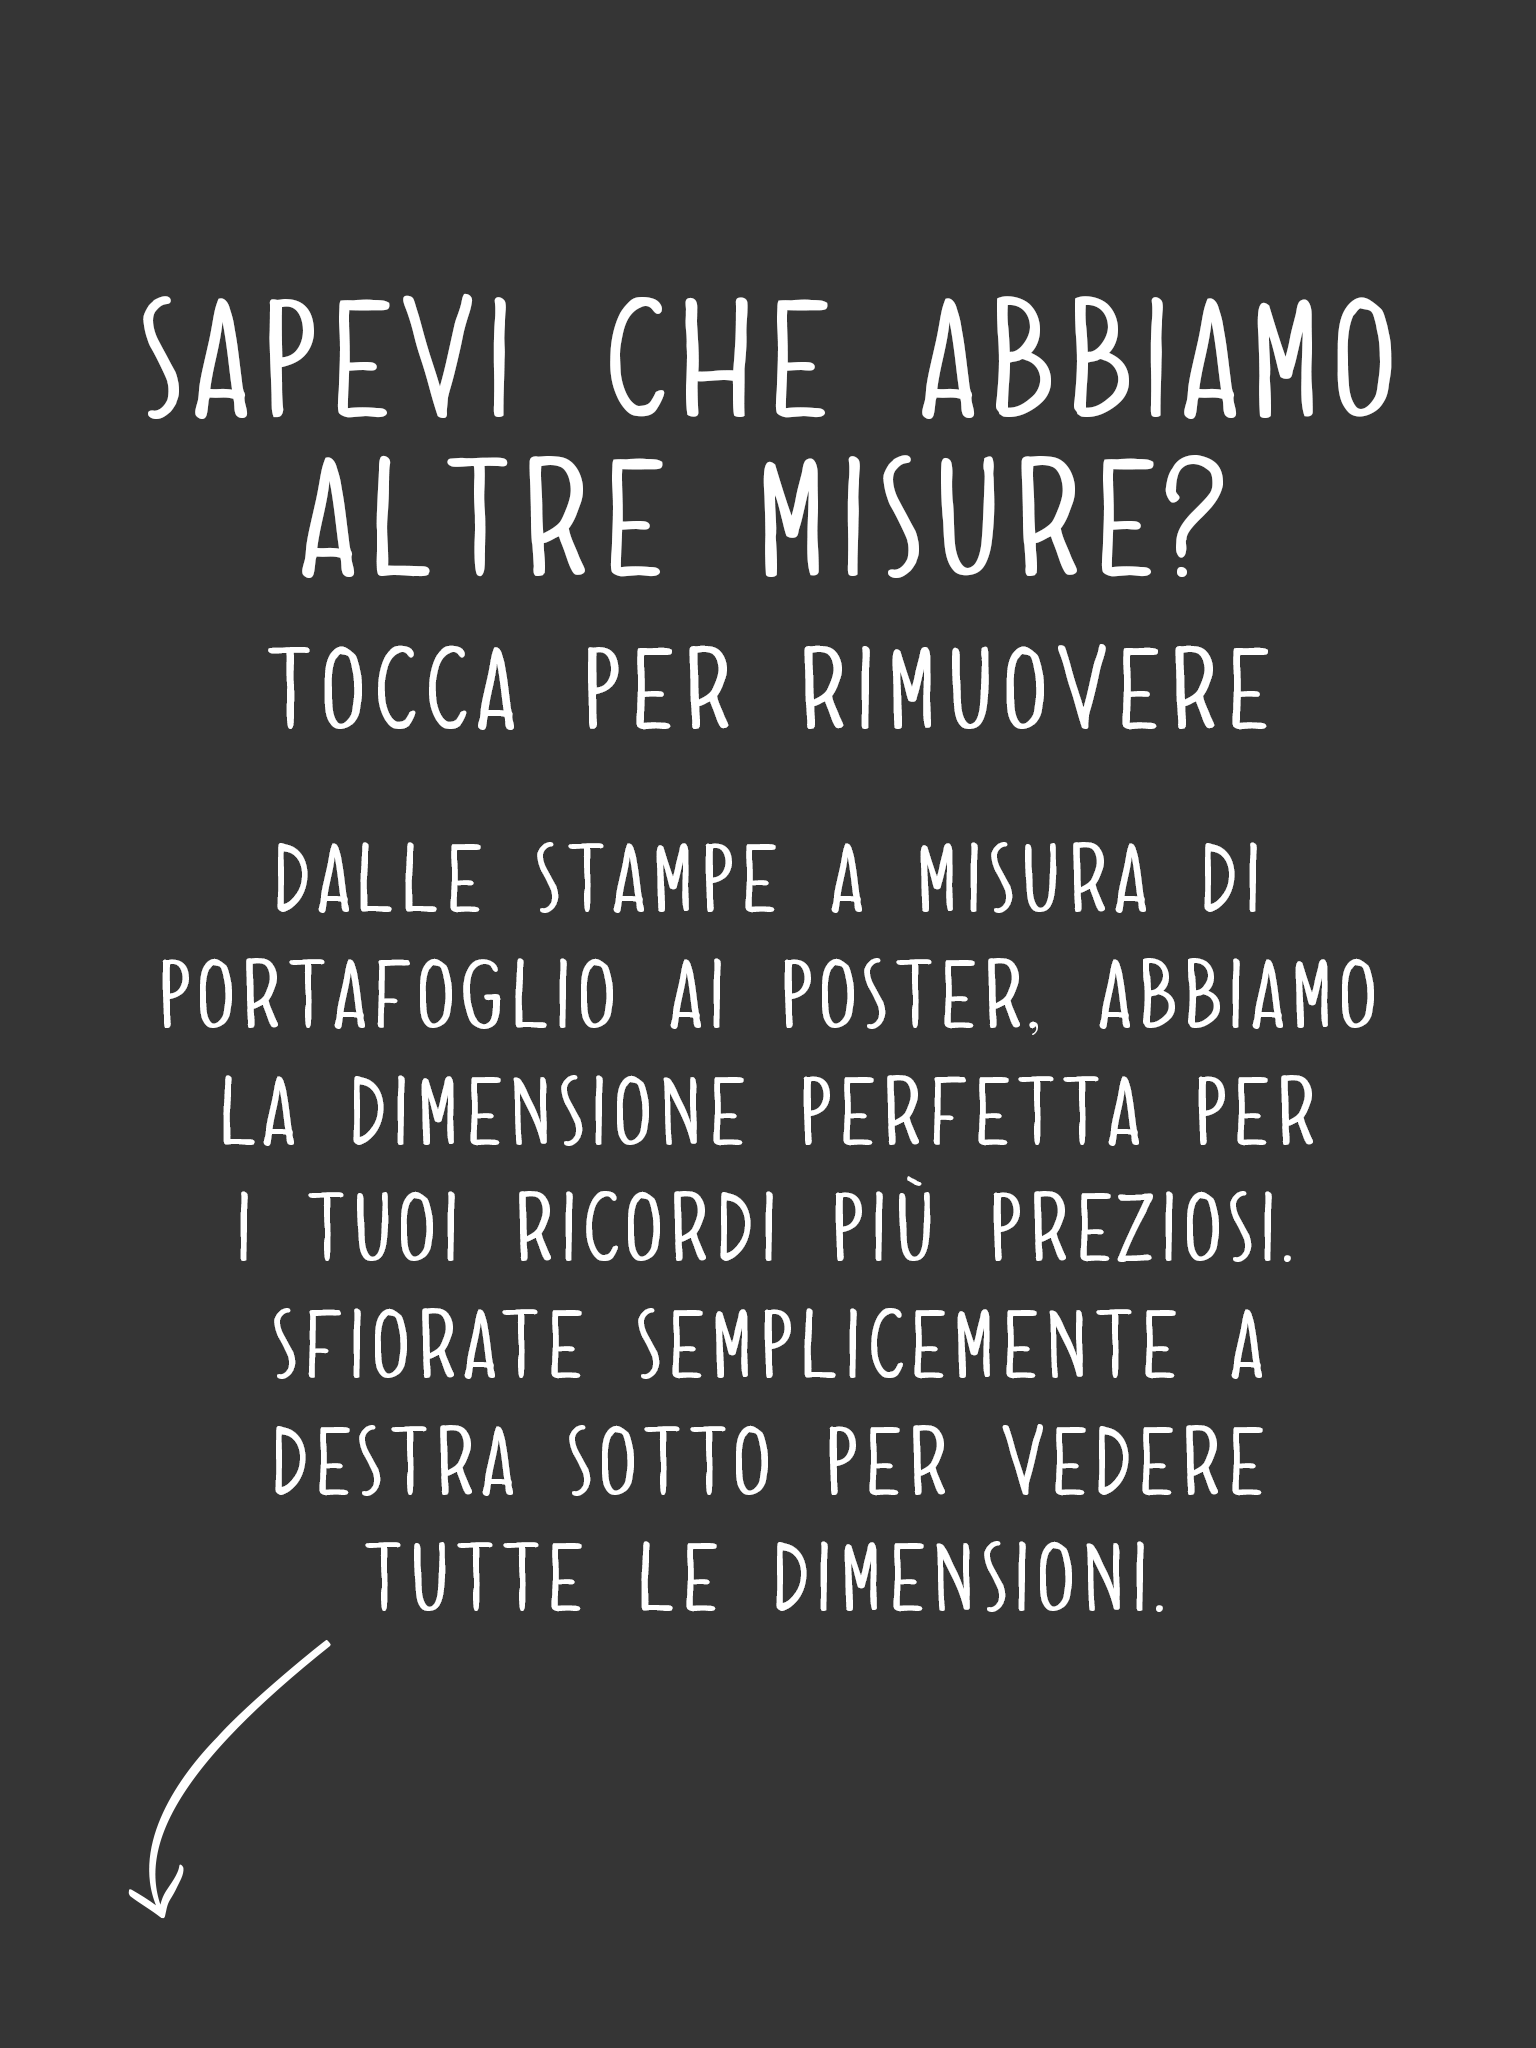 SAPEVI CHE ABBIAMO
ALTRE MISURE?
TOCCA PER RIMUOVERE
DALLE STAMPE A MISURA DI
PORTAFOGLIO AI POSTER, ABBIAMO
LA DIMENSIONE PERFETTA PER
I TUOI RICORDI PIÙ PREZIOSI.
SFIORATE SEMPLICEMENTE A
DESTRA SOTTO PER VEDERE
TUTTE LE DIMENSIONI.